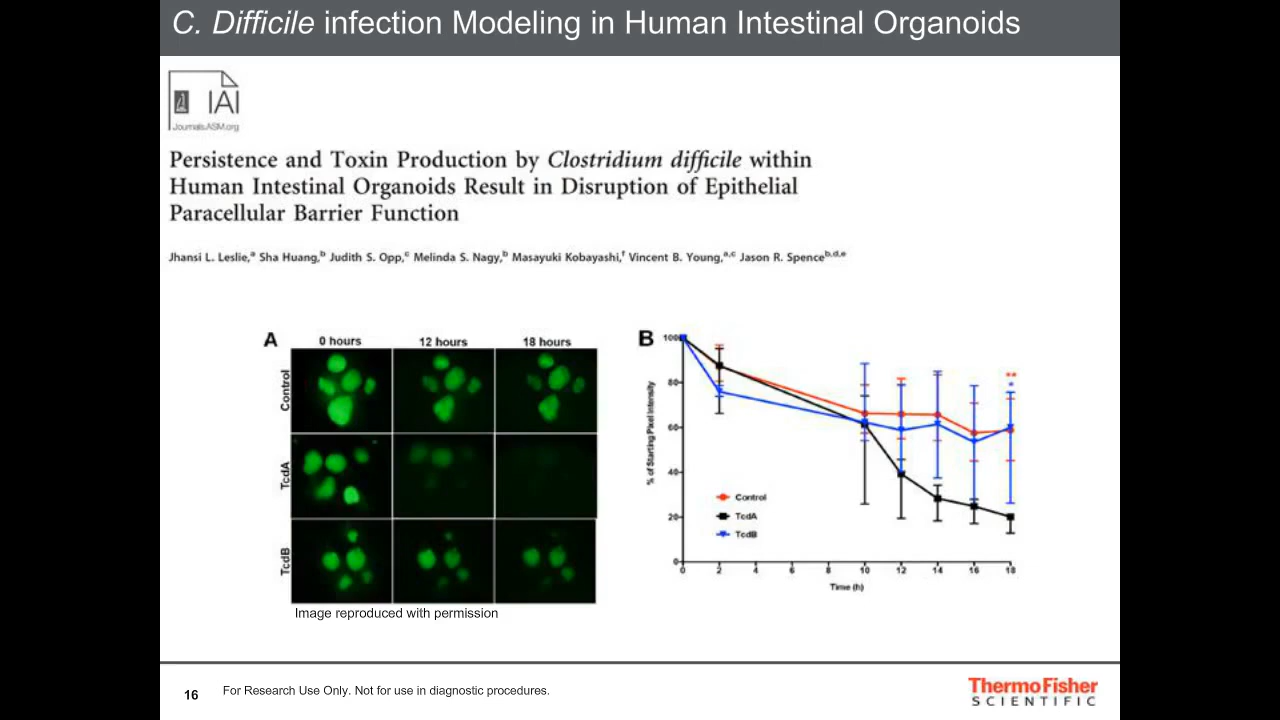 C. Difficile infection Modeling in Human Intestinal Organoids
IAI
Journals.ASM.org
Persistence and Toxin Production by Clostridium difficile within
Human Intestinal Organoids Result in Disruption of Epithelial
Paracellular Barrier Function
Jhansi L. Leslie,a Sha Huang,b Judith S. Opp,c Melinda S. Nagy,b Masayuki Kobayashi,f Vincent B. Young,a,c Jason R. Spenceb,d,e
A
0 hours 12 hours 18 hours
Control
TcdA
TcdB
Image reproduced with permission
B
% of Starting Pixel Intensity
100
80
60
40
20
0
**
*
Control
TcdA
TcdB
0 2 4 6 8 10 12 14 16 18
Time (h)
16
For Research Use Only. Not for use in diagnostic procedures.
ThermoFisher
SCIENTIFIC